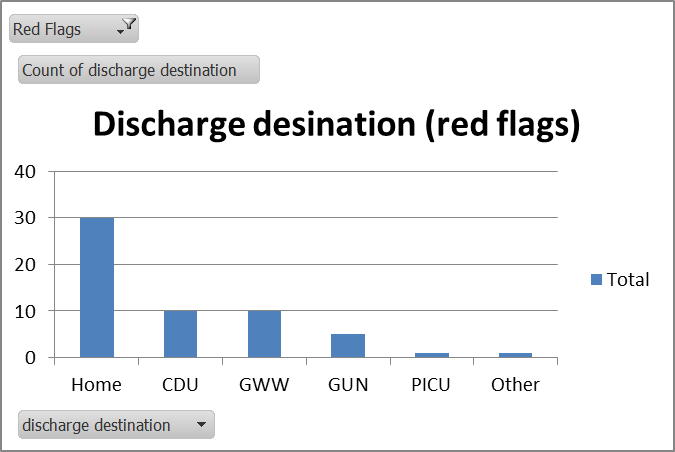 Red Flags
Count of discharge destination
Discharge desination (red flags)
40
30
20
10
0
Home CDU GWW GUN PICU Other
Total
discharge destination